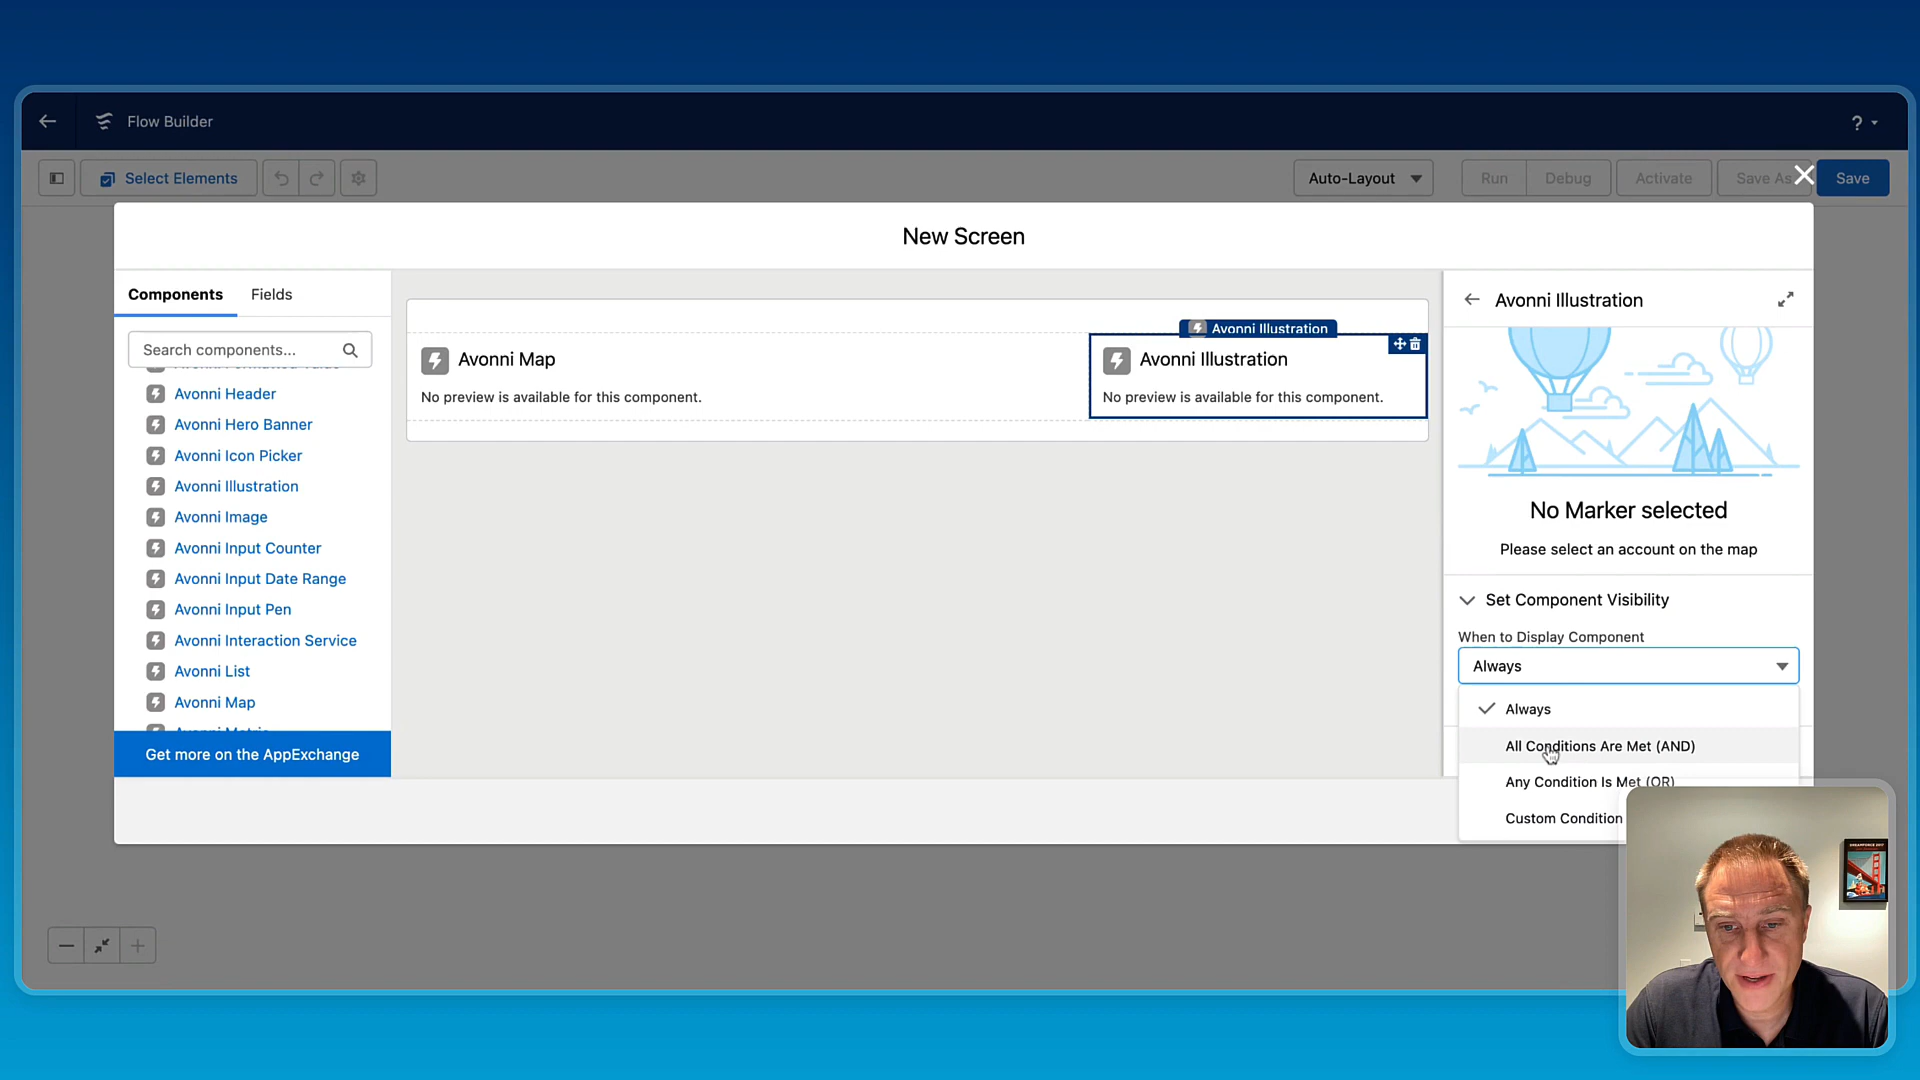 Flow Builder
?
Select Elements
Auto-Layout
Run
Debug
Activate
Save As
Save
New Screen
Components
Fields
Search components...
Avonni Header
Avonni Hero Banner
Avonni Icon Picker
Avonni Illustration
Avonni Image
Avonni Input Counter
Avonni Input Date Range
Avonni Input Pen
Avonni Interaction Service
Avonni List
Avonni Map
Get more on the AppExchange
Avonni Map
No preview is available for this component.
Avonni Illustration
Avonni Illustration
No preview is available for this component.
Avonni Illustration
No Marker selected
Please select an account on the map
Set Component Visibility
When to Display Component
Always
Always
All Conditions Are Met (AND)
Any Condition Is Met (OR)
Custom Condition
DREAMFORCE 2017